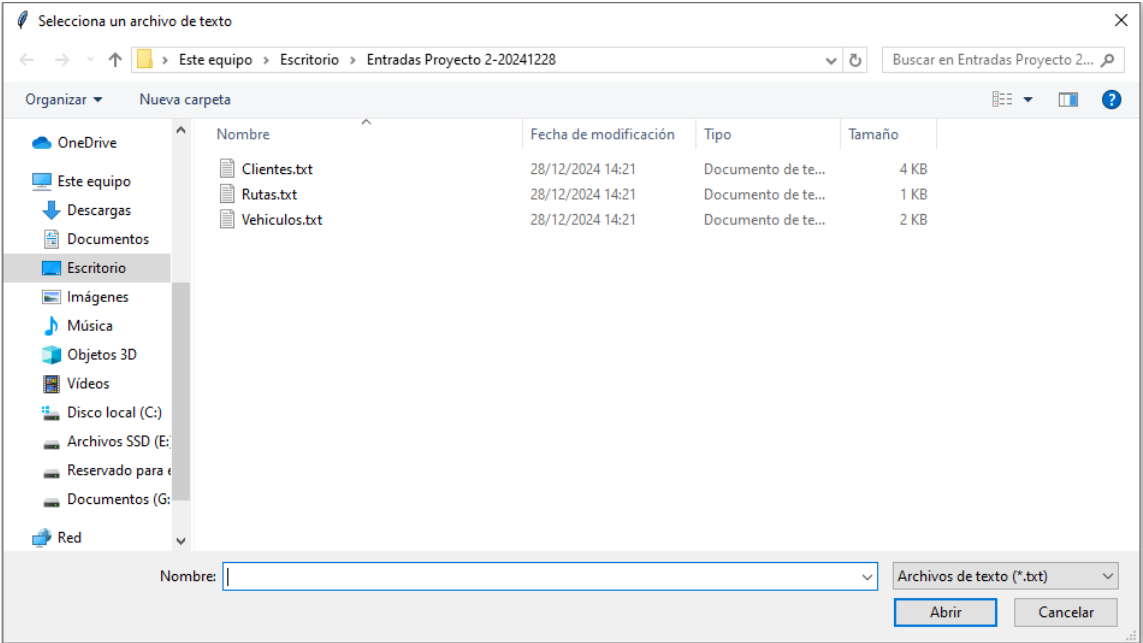 Selecciona un archivo de texto
Este equipo > Escritorio > Entradas Proyecto 2-20241228
Buscar en Entradas Proyecto 2...
Organizar
Nueva carpeta
OneDrive
Este equipo
Descargas
Documentos
Escritorio
Imágenes
Música
Objetos 3D
Vídeos
Disco local (C:)
Archivos SSD (E:)
Reservado para e
Documentos (G:
Red
Nombre Fecha de modificación Tipo Tamaño
Clientes.txt 28/12/2024 14:21 Documento de te... 4 KB
Rutas.txt 28/12/2024 14:21 Documento de te... 1 KB
Vehiculos.txt 28/12/2024 14:21 Documento de te... 2 KB
Nombre:
Archivos de texto (*.txt)
Abrir
Cancelar